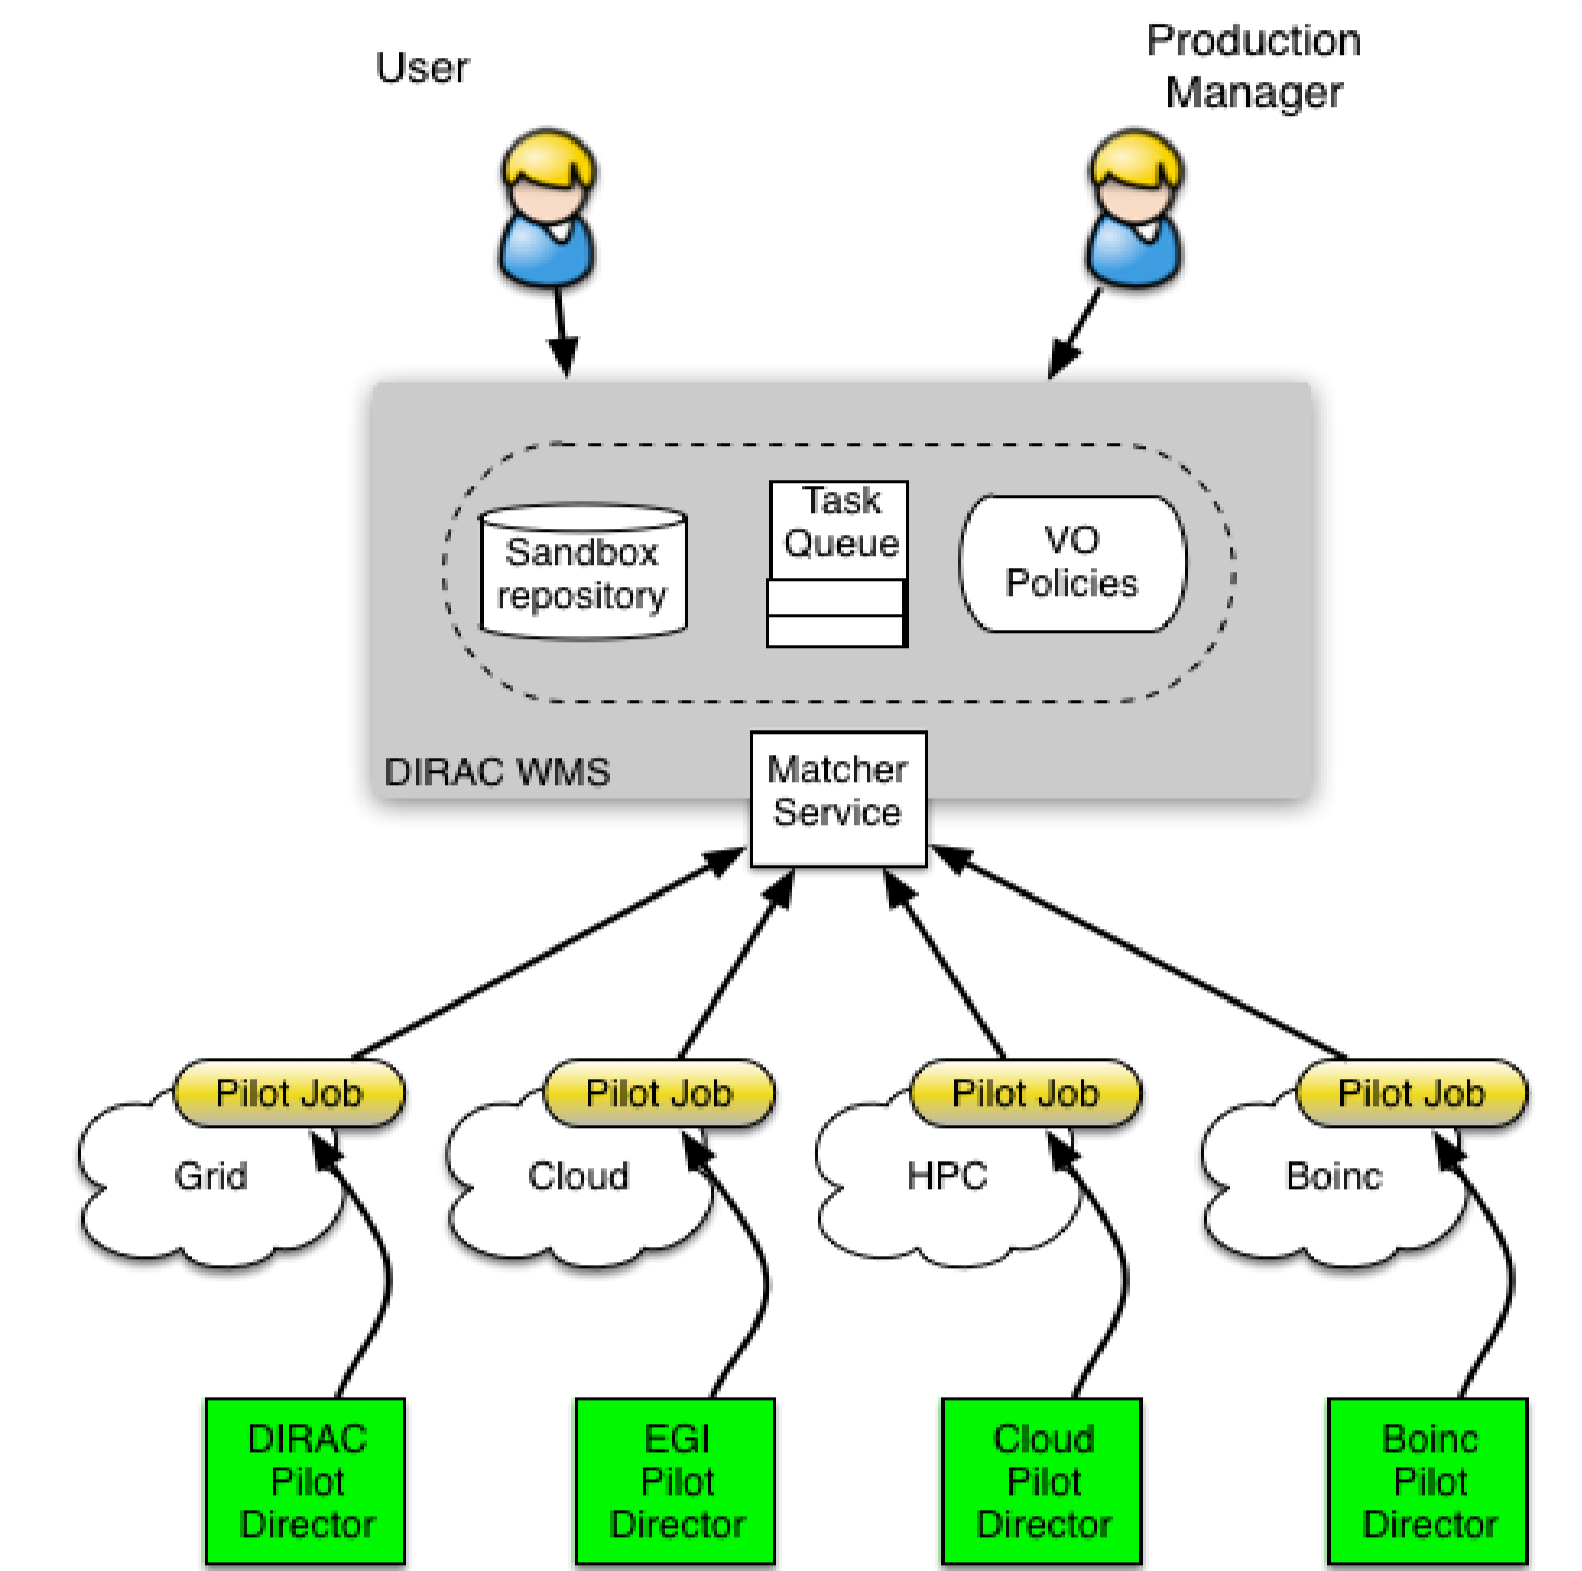 User
Production
Manager
Sandbox
repository
Task
Queue
VO
Policies
DIRAC WMS
Matcher
Service
Pilot Job
Pilot Job
Pilot Job
Pilot Job
Grid
Cloud
HPC
Boinc
DIRAC
Pilot
Director
EGI
Pilot
Director
Cloud
Pilot
Director
Boinc
Pilot
Director